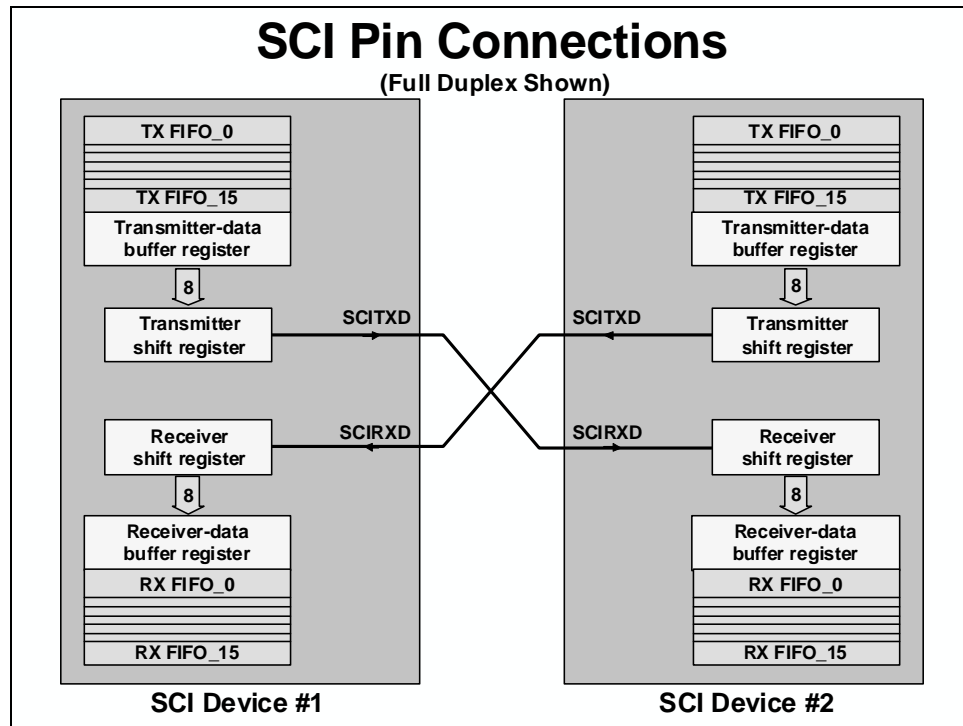 SCI Pin Connections
(Full Duplex Shown)
TX FIFO_0
TX FIFO_15
Transmitter-data
buffer register
8
Transmitter
shift register
SCITXD
Receiver
shift register
SCIRXD
8
Receiver-data
buffer register
RX FIFO_0
RX FIFO_15
SCI Device #1
TX FIFO_0
TX FIFO_15
Transmitter-data
buffer register
8
SCITXD
Transmitter
shift register
SCIRXD
Receiver
shift register
8
Receiver-data
buffer register
RX FIFO_0
RX FIFO_15
SCI Device #2